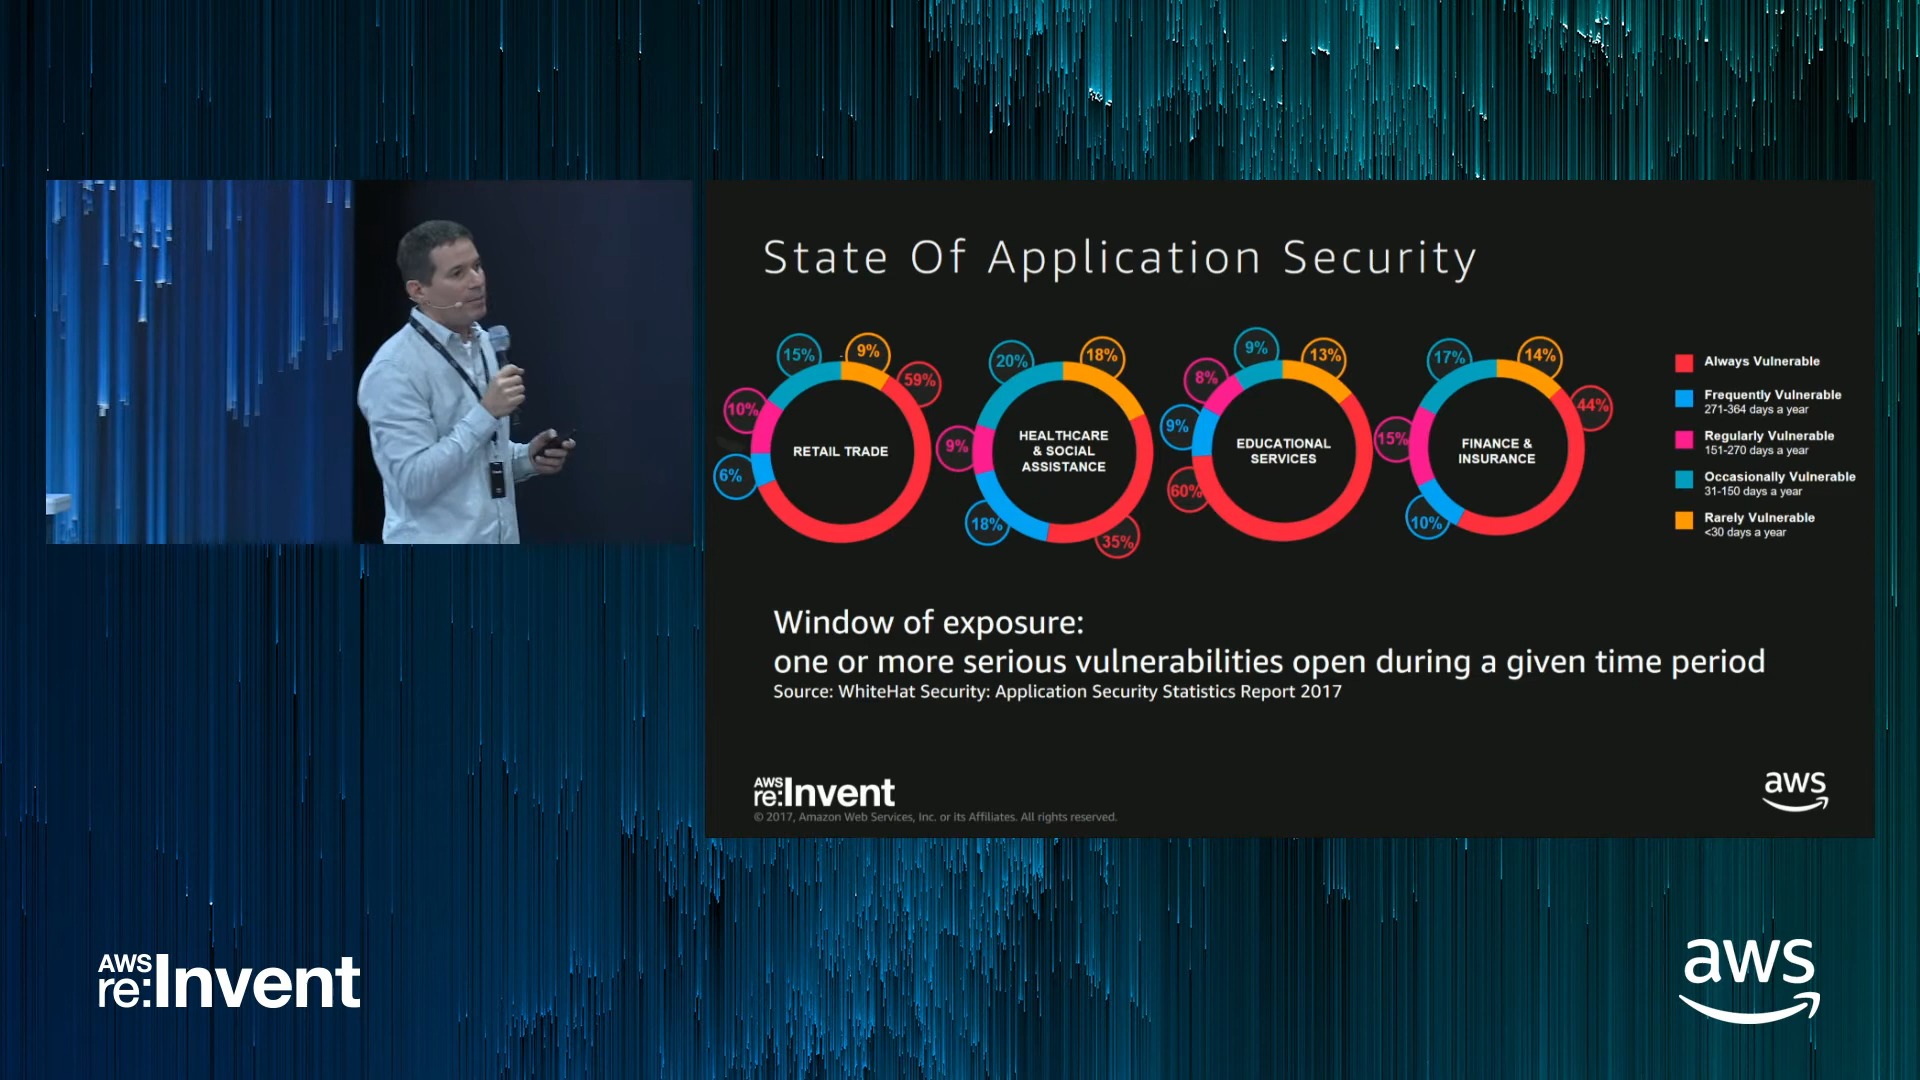 State Of Application Security
15%
9%
59%
10%
6%
RETAIL TRADE
20%
18%
9%
18%
35%
HEALTHCARE
& SOCIAL
ASSISTANCE
9%
13%
8%
9%
60%
EDUCATIONAL
SERVICES
17%
14%
44%
15%
10%
FINANCE &
INSURANCE
Always Vulnerable
Frequently Vulnerable
271-364 days a year
Regularly Vulnerable
151-270 days a year
Occasionally Vulnerable
31-150 days a year
Rarely Vulnerable
<30 days a year
Window of exposure:
one or more serious vulnerabilities open during a given time period
Source: WhiteHat Security: Application Security Statistics Report 2017
AWS
re:Invent
© 2017, Amazon Web Services, Inc. or its Affiliates. All rights reserved.
aws
AWS
re:Invent
aws